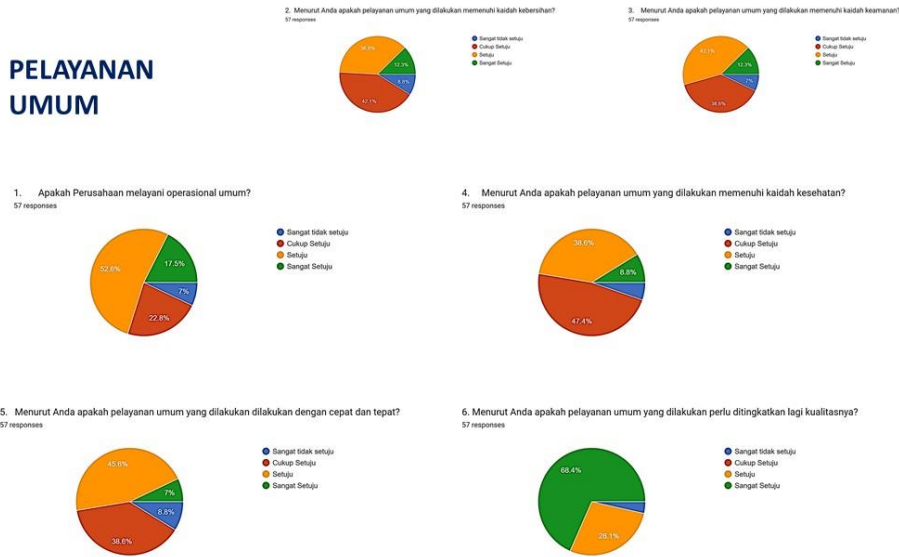 PELAYANAN
UMUM
2. Menurut Anda apakah pelayanan umum yang dilakukan memenuhi kaidah kebersihan?
57 responses
36.8%
12.3%
8.8%
42.1%
Sangat tidak setuju
Cukup Setuju
Setuju
Sangat Setuju
3. Menurut Anda apakah pelayanan umum yang dilakukan memenuhi kaidah keamanan?
57 responses
42.1%
12.3%
7%
38.6%
Sangat tidak setuju
Cukup Setuju
Setuju
Sangat Setuju
1. Apakah Perusahaan melayani operasional umum?
57 responses
52.6%
17.5%
7%
22.8%
Sangat tidak setuju
Cukup Setuju
Setuju
Sangat Setuju
4. Menurut Anda apakah pelayanan umum yang dilakukan memenuhi kaidah kesehatan?
57 responses
38.6%
8.8%
47.4%
Sangat tidak setuju
Cukup Setuju
Setuju
Sangat Setuju
5. Menurut Anda apakah pelayanan umum yang dilakukan dilakukan dengan cepat dan tepat?
57 responses
45.6%
7%
8.8%
38.6%
Sangat tidak setuju
Cukup Setuju
Setuju
Sangat Setuju
6. Menurut Anda apakah pelayanan umum yang dilakukan perlu ditingkatkan lagi kualitasnya?
57 responses
68.4%
28.1%
Sangat tidak setuju
Cukup Setuju
Setuju
Sangat Setuju